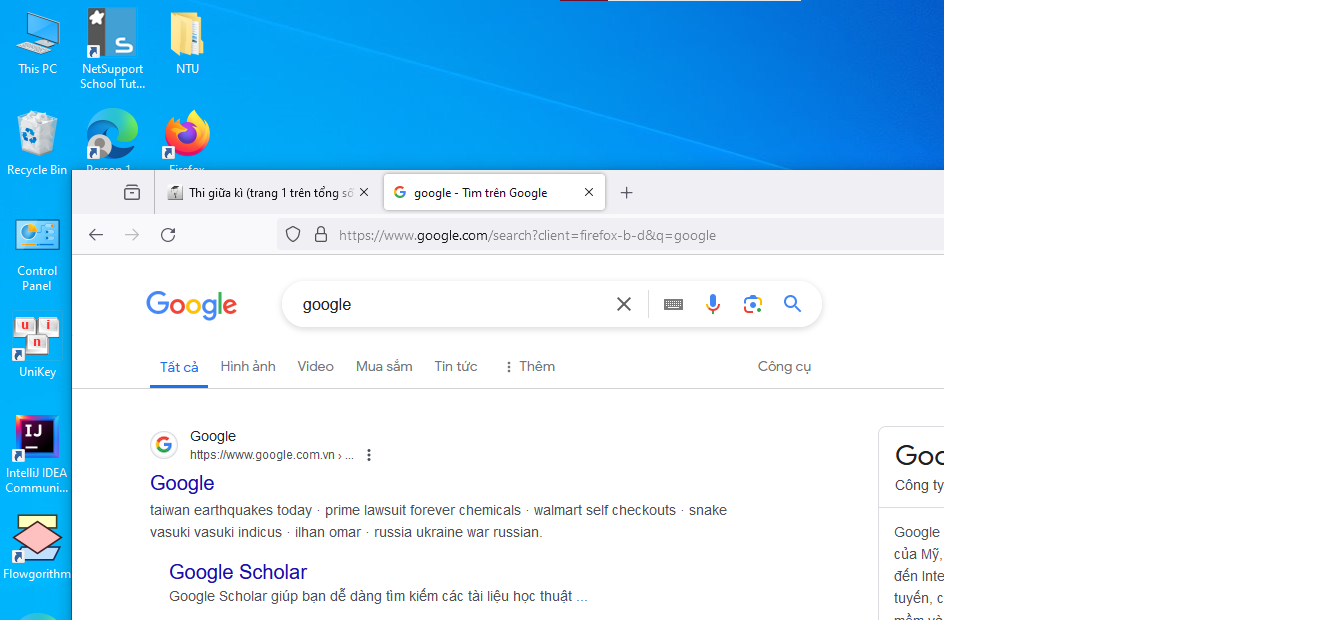 This PC
NetSupport
School Tut...
NTU
Recycle Bin
Person 1
Firefox
Control
Panel
UniKey
IntelliJ IDEA
Communi...
Flowgorithm
Thi giữa kì (trang 1 trên tổng số
google - Tìm trên Google
https://www.google.com/search?client=firefox-b-d&q=google
Google
google
Tất cả
Hình ảnh
Video
Mua sắm
Tin tức
Thêm
Công cụ
Google
https://www.google.com.vn › ...
Google
taiwan earthquakes today · prime lawsuit forever chemicals · walmart self checkouts · snake
vasuki vasuki indicus · ilhan omar · russia ukraine war russian.
Google Scholar
Google Scholar giúp bạn dễ dàng tìm kiếm các tài liệu học thuật ...
Goo
Công ty
Google
của Mỹ,
đến Inte
tuyến, c